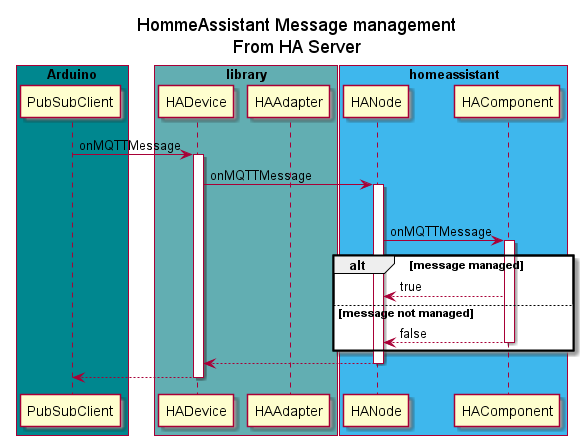 HommeAssistant Message management
From HA Server
Arduino
library
homeassistant
PubSubClient
HADevice
HAAdapter
HANode
HAComponent
onMQTTMessage
onMQTTMessage
onMQTTMessage
alt
[message managed]
true
[message not managed]
false
PubSubClient
HADevice
HAAdapter
HANode
HAComponent